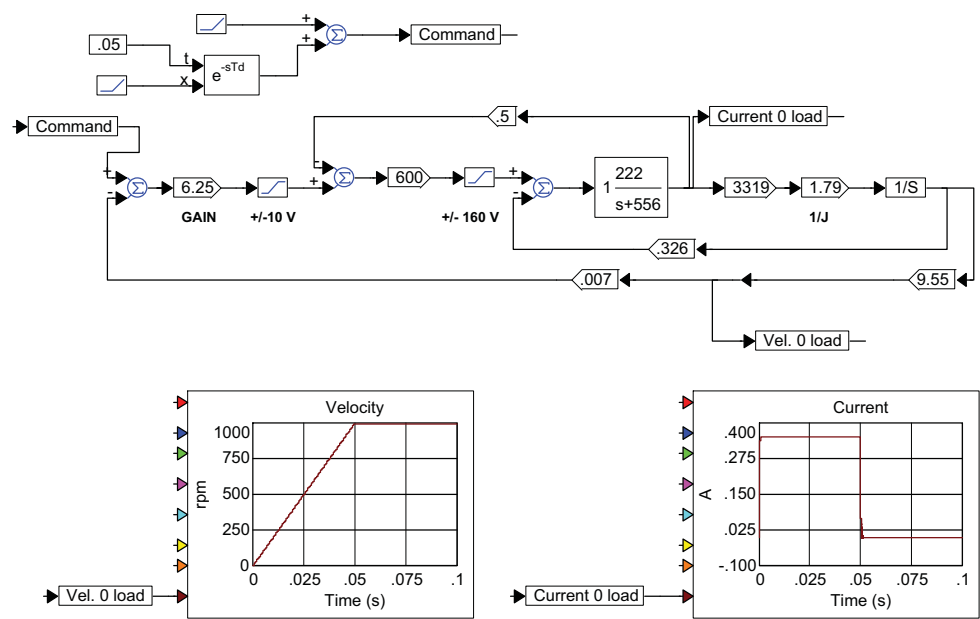 +
+
Σ
Command
.05
t
x
e-sTd
Command
+
-
Σ
6.25
GAIN
+/-10 V
-
+
Σ
600
+/- 160 V
.5
+
-
Σ
1 222
s+556
Current 0 load
3319
1.79
1/J
1/S
.326
.007
9.55
Vel. 0 load
Velocity
rpm
1000
750
500
250
0
0 .025 .05 .075 .1
Time (s)
Vel. 0 load
Current
A
.400
.275
.150
.025
-.100
0 .025 .05 .075 .1
Time (s)
Current 0 load